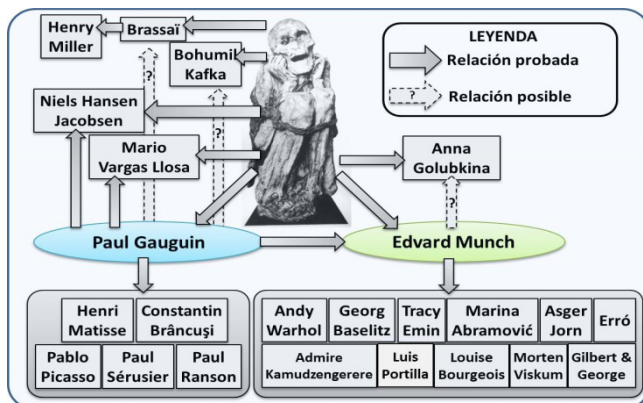 Henry
Miller
Brassaï
Bohumil
Kafka
Niels Hansen
Jacobsen
Mario
Vargas Llosa
?
?
LEYENDA
Relación probada
?
Relación posible
Anna
Golubkina
?
Paul Gauguin
Edvard Munch
Henri
Matisse
Constantin
Brâncuşi
Pablo
Picasso
Paul
Sérusier
Paul
Ranson
Andy
Warhol
Georg
Baselitz
Tracy
Emin
Marina
Abramović
Asger
Jorn
Erró
Admire
Kamudzengerere
Luis
Portilla
Louise
Bourgeois
Morten
Viskum
Gilbert &
George